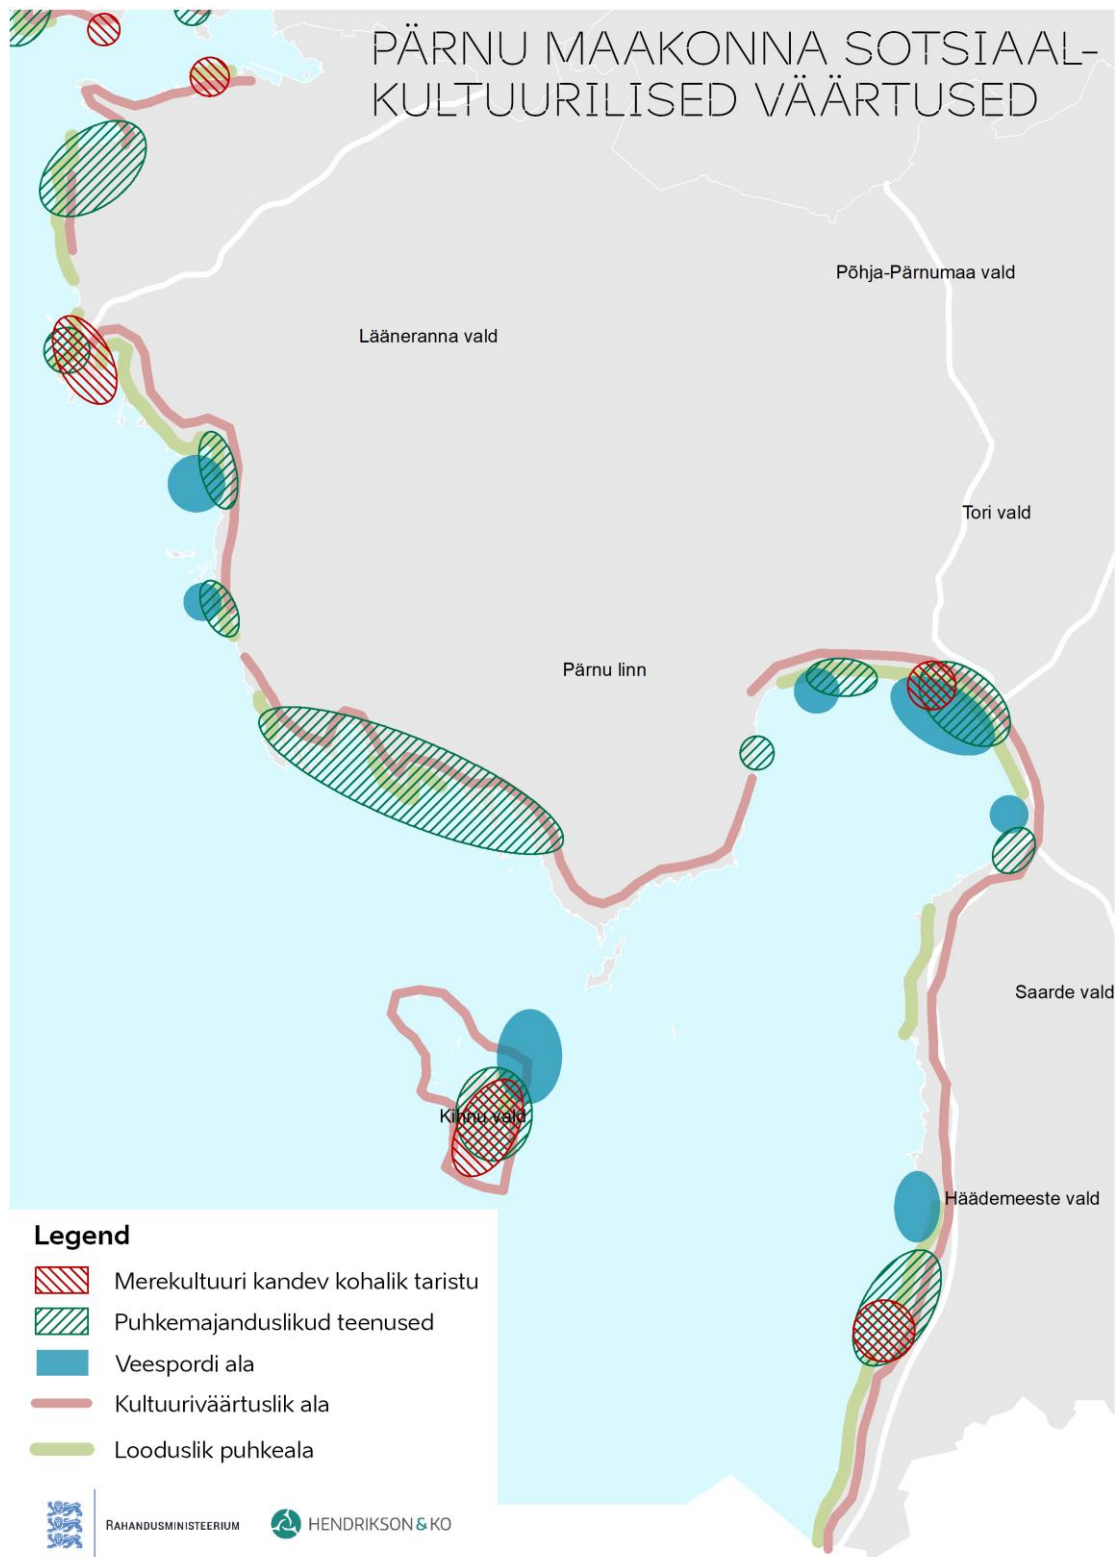 PÄRNU MAAKONNA SOTSIAAL-
KULTUURILISED VÄÄRTUSED
Põhja-Pärnumaa vald
Lääneranna vald
Tori vald
Pärnu linn
Saarde vald
Kihnu vald
Häädemeeste vald
Legend
Merekultuuri kandev kohalik taristu
Puhkemajanduslikud teenused
Veespordi ala
Kultuuriväärtuslik ala
Looduslik puhkeala
RAHANDUSMINISTEERIUM
HENDRIKSON & KO